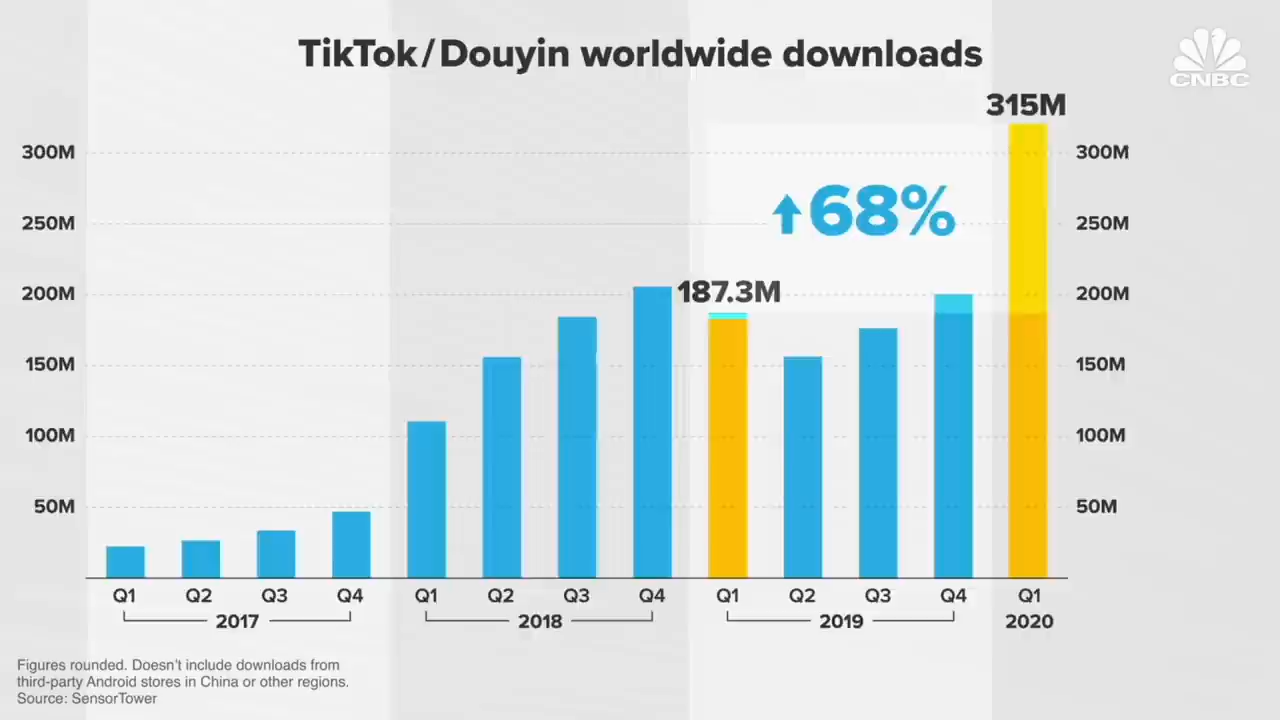 TikTok/Douyin worldwide downloads
CNBC
315M
300M
300M
68%
250M
250M
187.3M
200M
200M
150M
150M
100M
100M
50M
50M
Q1 Q2 Q3 Q4 Q1 Q2 Q3 Q4 Q1 Q2 Q3 Q4 Q1
2017 2018 2019 2020
Figures rounded. Doesn't include downloads from
third-party Android stores in China or other regions.
Source: SensorTower